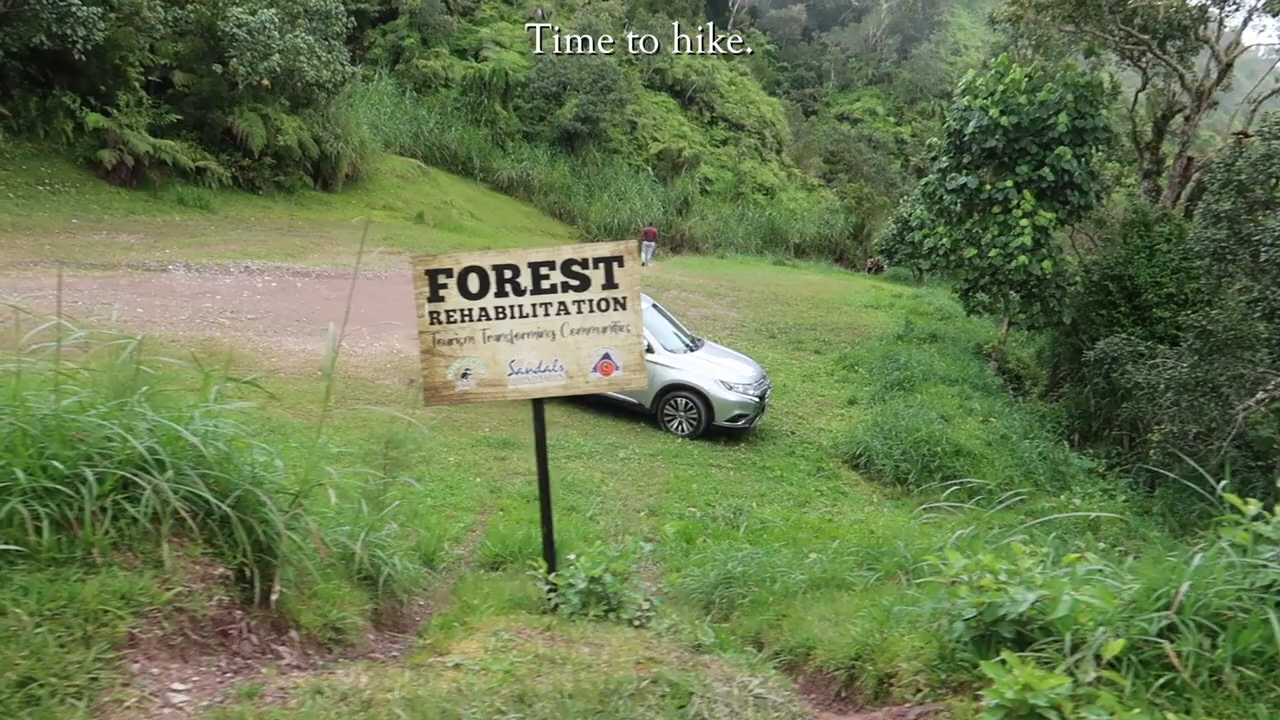 Time to hike.
FOREST
REHABILITATION
Tourism Transforming Communities
Sandals